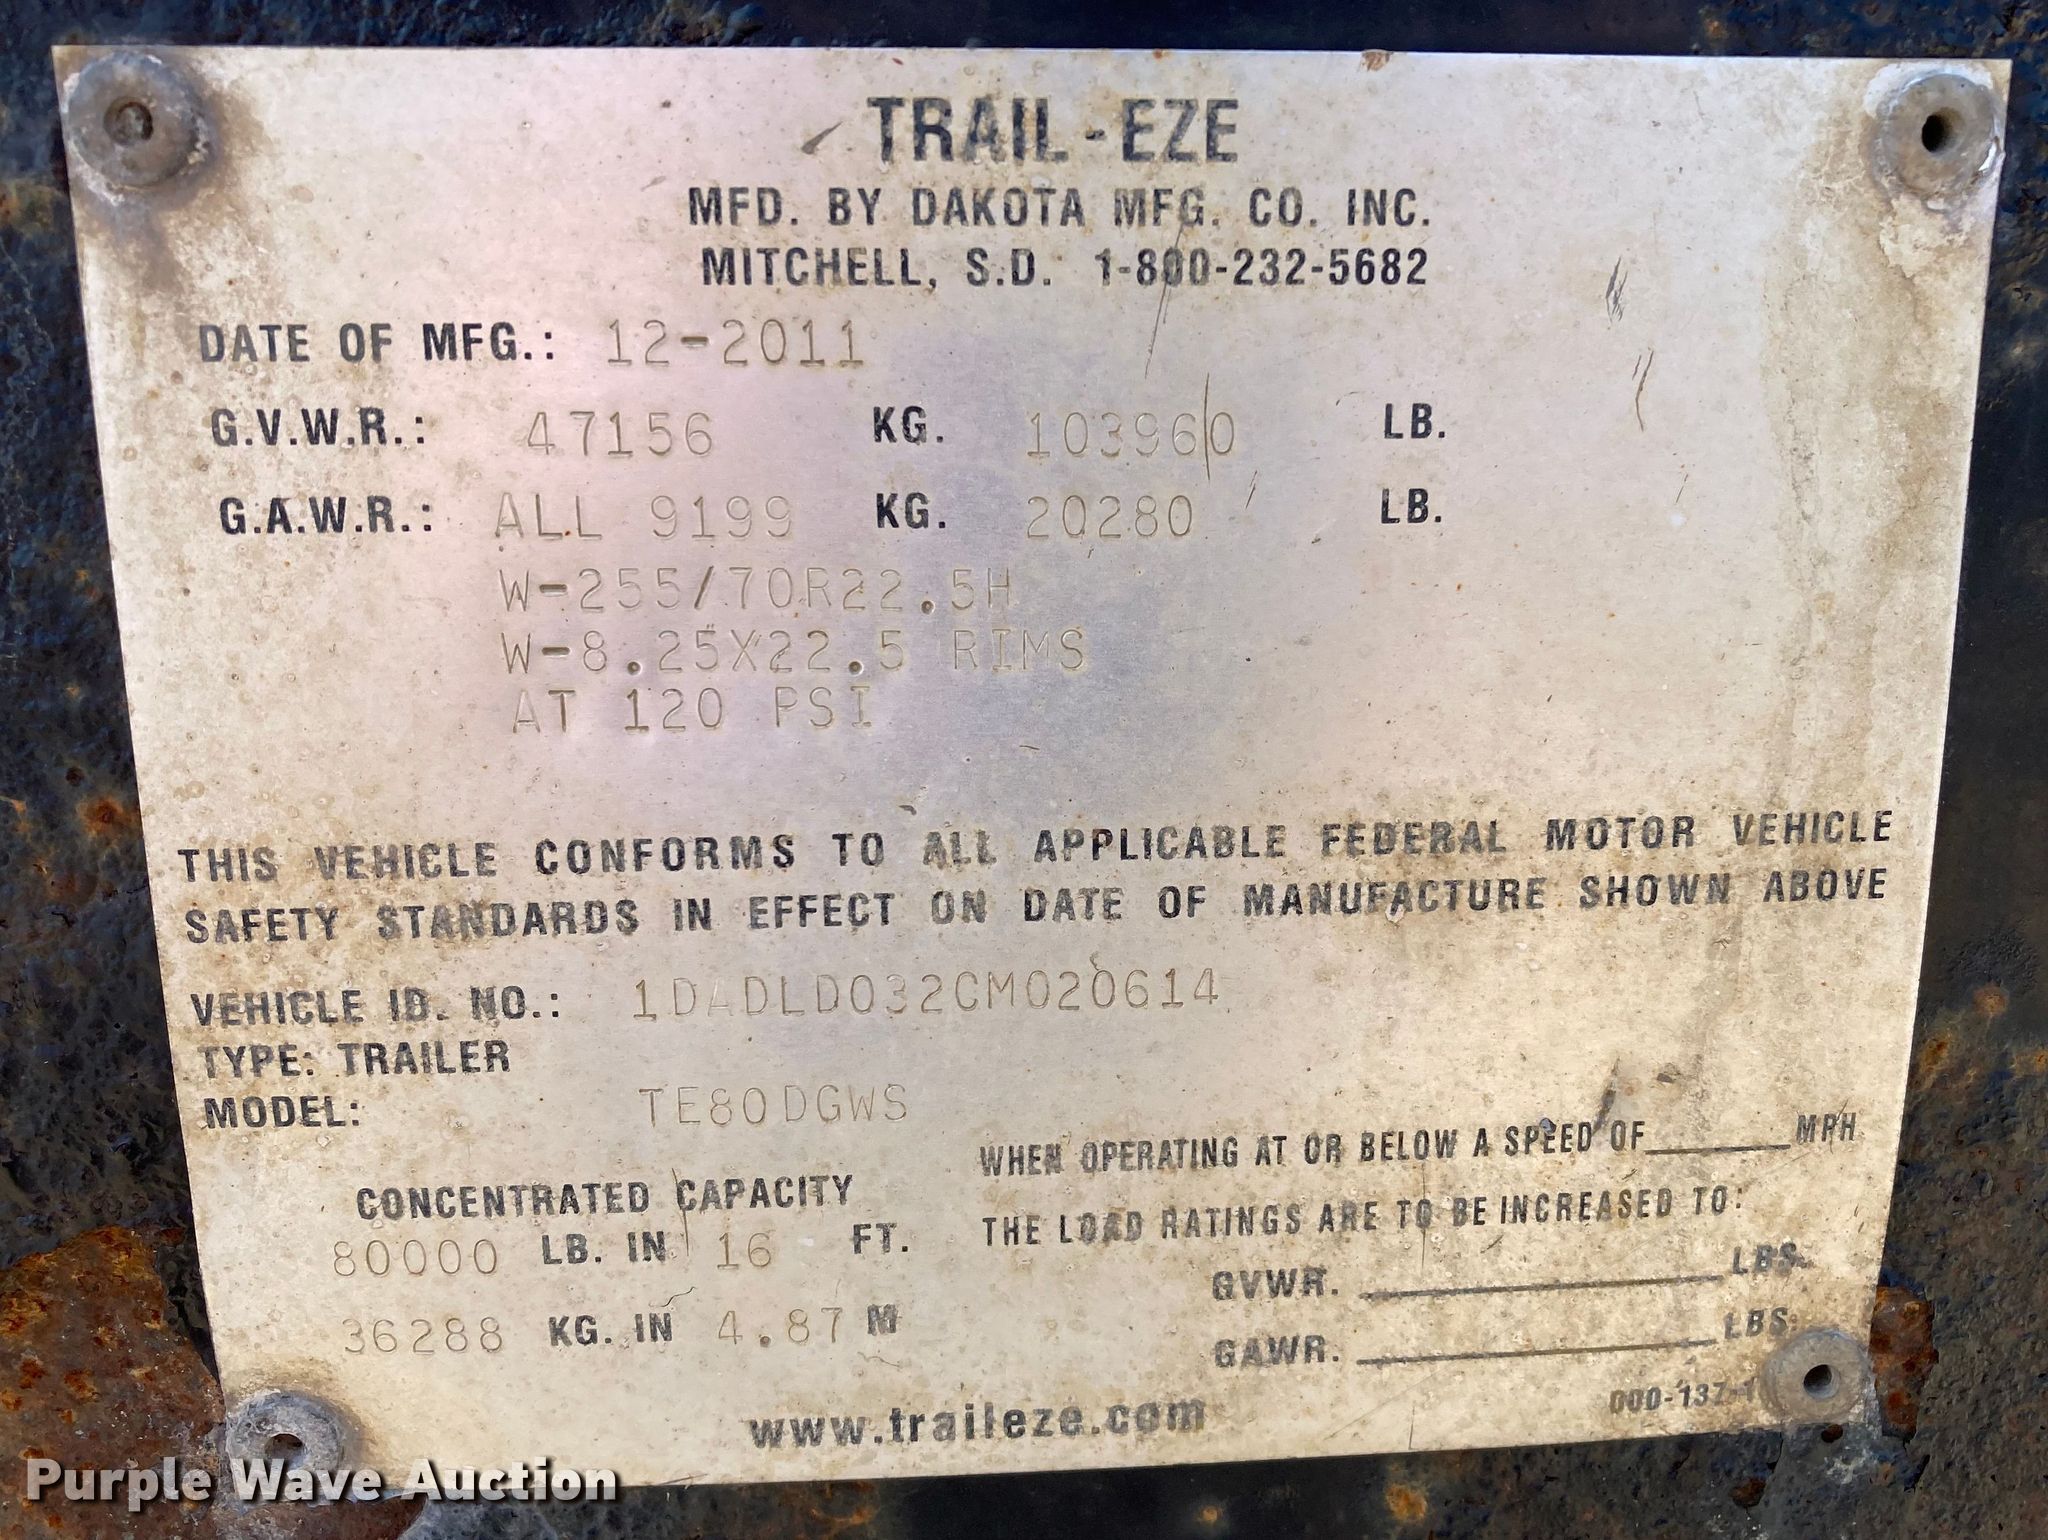 TRAIL-EZE
MFD. BY DAKOTA MFG. CO. INC.
MITCHELL, S.D. 1-800-232-5682
DATE OF MFG.: 12-2011
G.V.W.R.: 47156 KG. 103960 LB.
G.A.W.R.: ALL 9199 KG. 20280 LB.
W-255/70R22.5H
W-8.25X22.5 RIMS
AT 120 PSI
THIS VEHICLE CONFORMS TO ALL APPLICABLE FEDERAL MOTOR VEHICLE
SAFETY STANDARDS IN EFFECT ON DATE OF MANUFACTURE SHOWN ABOVE
VEHICLE ID. NO.: 1DADLD032CM020614
TYPE: TRAILER
MODEL: TE80DGWS
CONCENTRATED CAPACITY
80000 LB. IN 16 FT.
36288 KG. IN 4.87 M
WHEN OPERATING AT OR BELOW A SPEED OF ______ MPH
THE LOAD RATINGS ARE TO BE INCREASED TO:
GVWR. ______ LBS.
GAWR. ______ LBS.
www.traileze.com
Purple Wave Auction